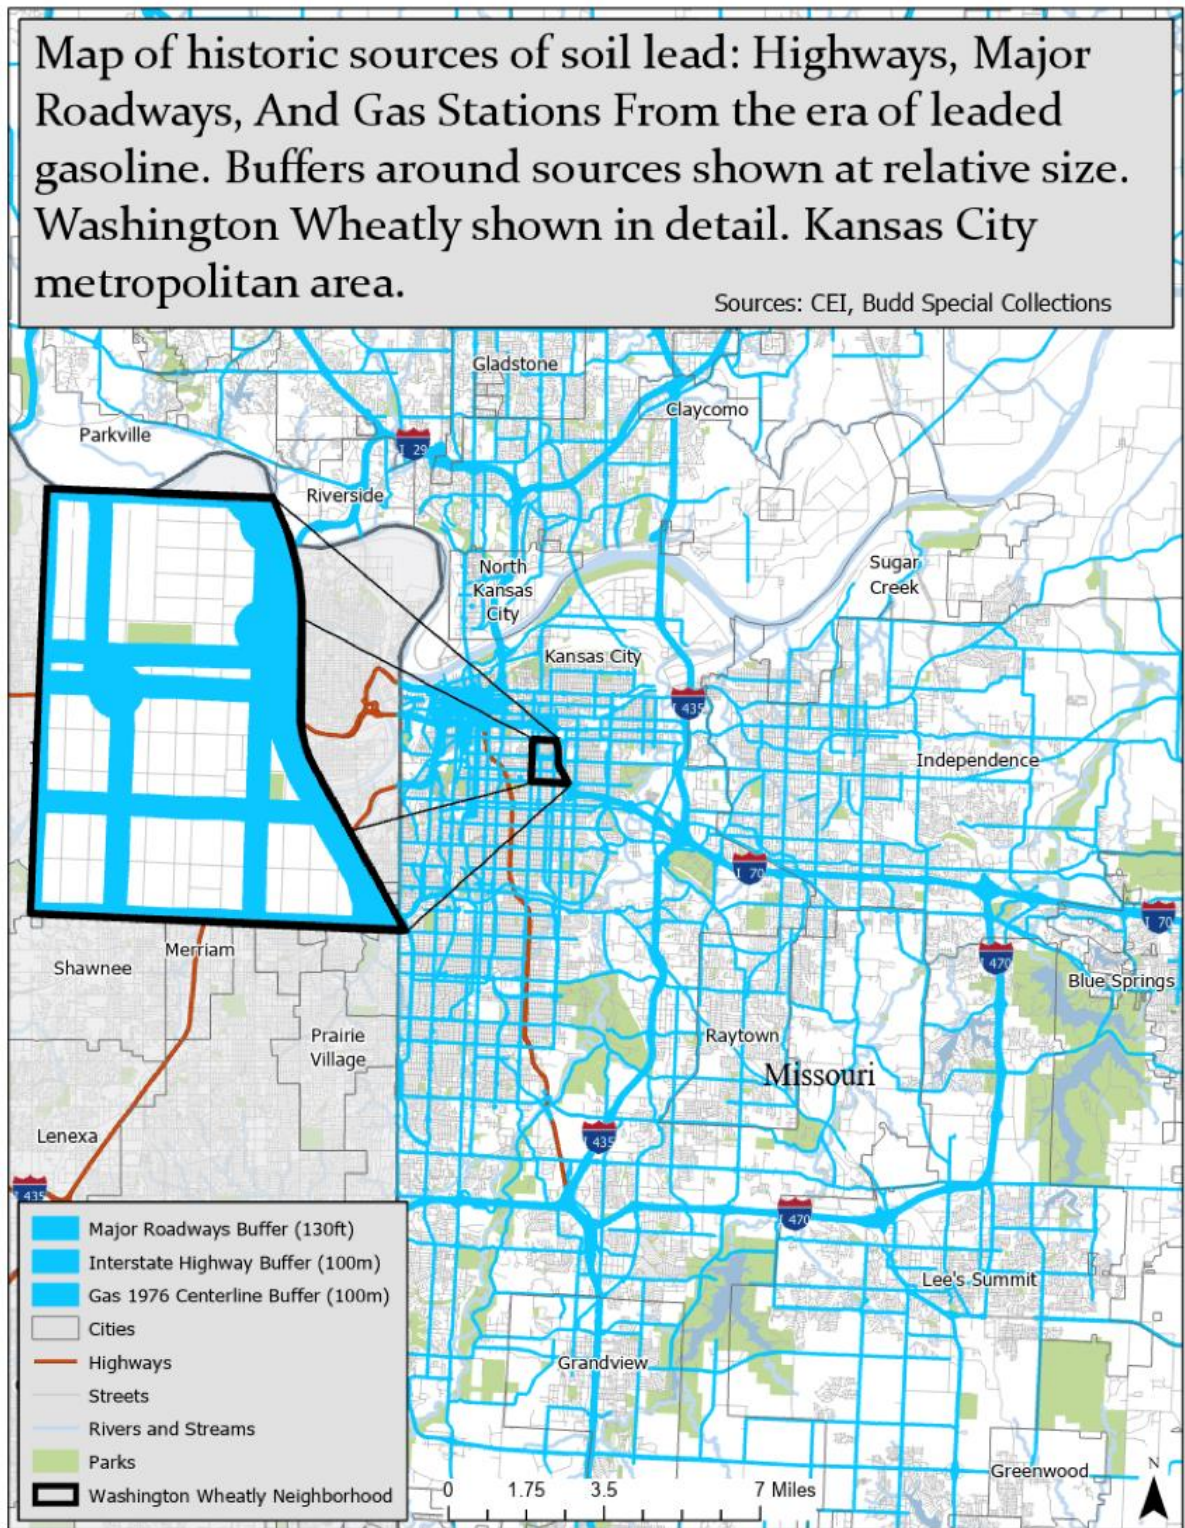 Map of historic sources of soil lead: Highways, Major
Roadways, And Gas Stations From the era of leaded
gasoline. Buffers around sources shown at relative size.
Washington Wheatly shown in detail. Kansas City
metropolitan area.
Sources: CEI, Budd Special Collections
Gladstone
Claycomo
Parkville
I 29
Riverside
North
Kansas
City
Sugar
Creek
Kansas City
I 435
Independence
I 70
I 70
I 470
Merriam
Shawnee
Blue Springs
Prairie
Village
Raytown
Missouri
Lenexa
I 435
I 435
I 470
Lee's Summit
Grandview
Greenwood
Major Roadways Buffer (130ft)
Interstate Highway Buffer (100m)
Gas 1976 Centerline Buffer (100m)
Cities
Highways
Streets
Rivers and Streams
Parks
Washington Wheatly Neighborhood
0 1.75 3.5 7 Miles
N